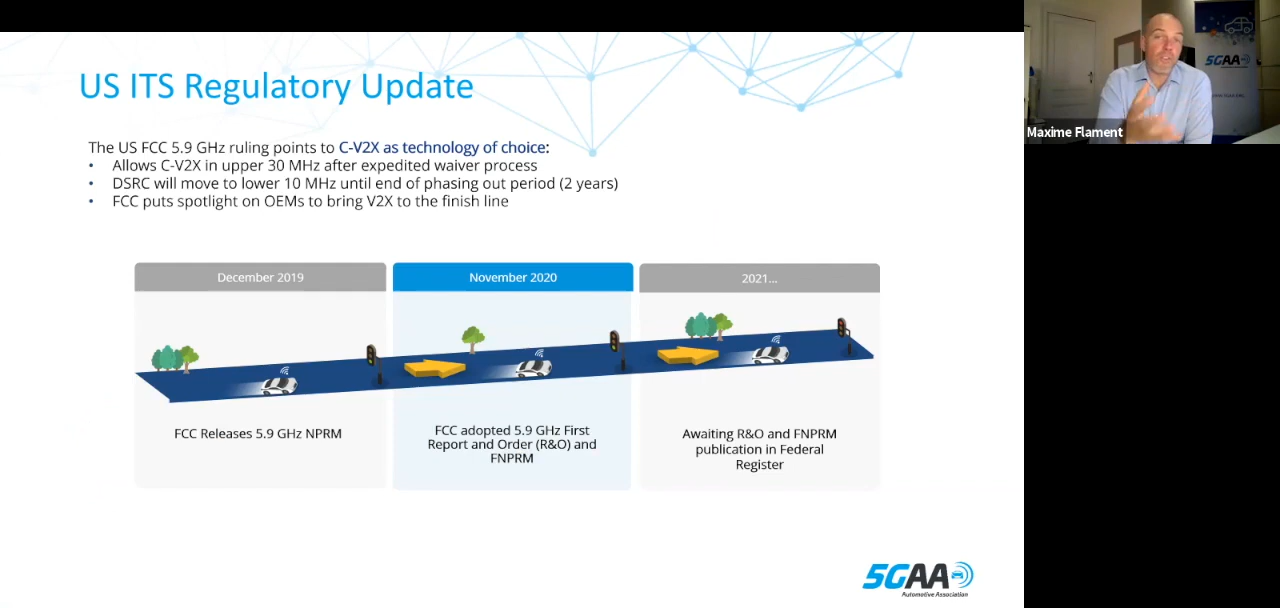 US ITS Regulatory Update
The US FCC 5.9 GHz ruling points to C-V2X as technology of choice:
• Allows C-V2X in upper 30 MHz after expedited waiver process
• DSRC will move to lower 10 MHz until end of phasing out period (2 years)
• FCC puts spotlight on OEMs to bring V2X to the finish line
December 2019
November 2020
2021...
FCC Releases 5.9 GHz NPRM
FCC adopted 5.9 GHz First
Report and Order (R&O) and
FNPRM
Awaiting R&O and FNPRM
publication in Federal
Register
5GAA
Automotive Association
5GAA
Maxime Flament